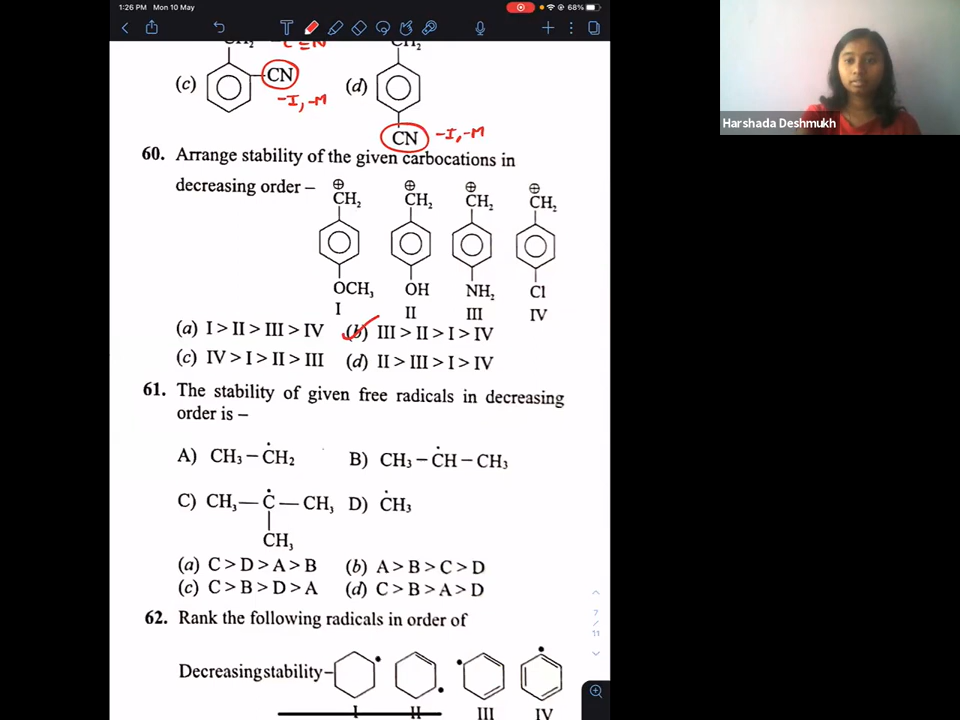 1:26 PM Mon 10 May
68%
CH₂
-C≡N
CH₂
(c) CN
-I, -M
(d)
CN -I, -M
60. Arrange stability of the given carbocations in
decreasing order –
⊕ ⊕ ⊕ ⊕
CH₂ CH₂ CH₂ CH₂
OCH₃ OH NH₂ Cl
I II III IV
(a) I > II > III > IV (b) III > II > I > IV
(c) IV > I > II > III (d) II > III > I > IV
61. The stability of given free radicals in decreasing
order is –
A) CH₃ – ĊH₂ B) CH₃ – ĊH – CH₃
C) CH₃ — Ċ — CH₃ D) ĊH₃
CH₃
(a) C > D > A > B (b) A > B > C > D
(c) C > B > D > A (d) C > B > A > D
62. Rank the following radicals in order of
Decreasing stability –
I II III IV
7
/
11
Harshada Deshmukh